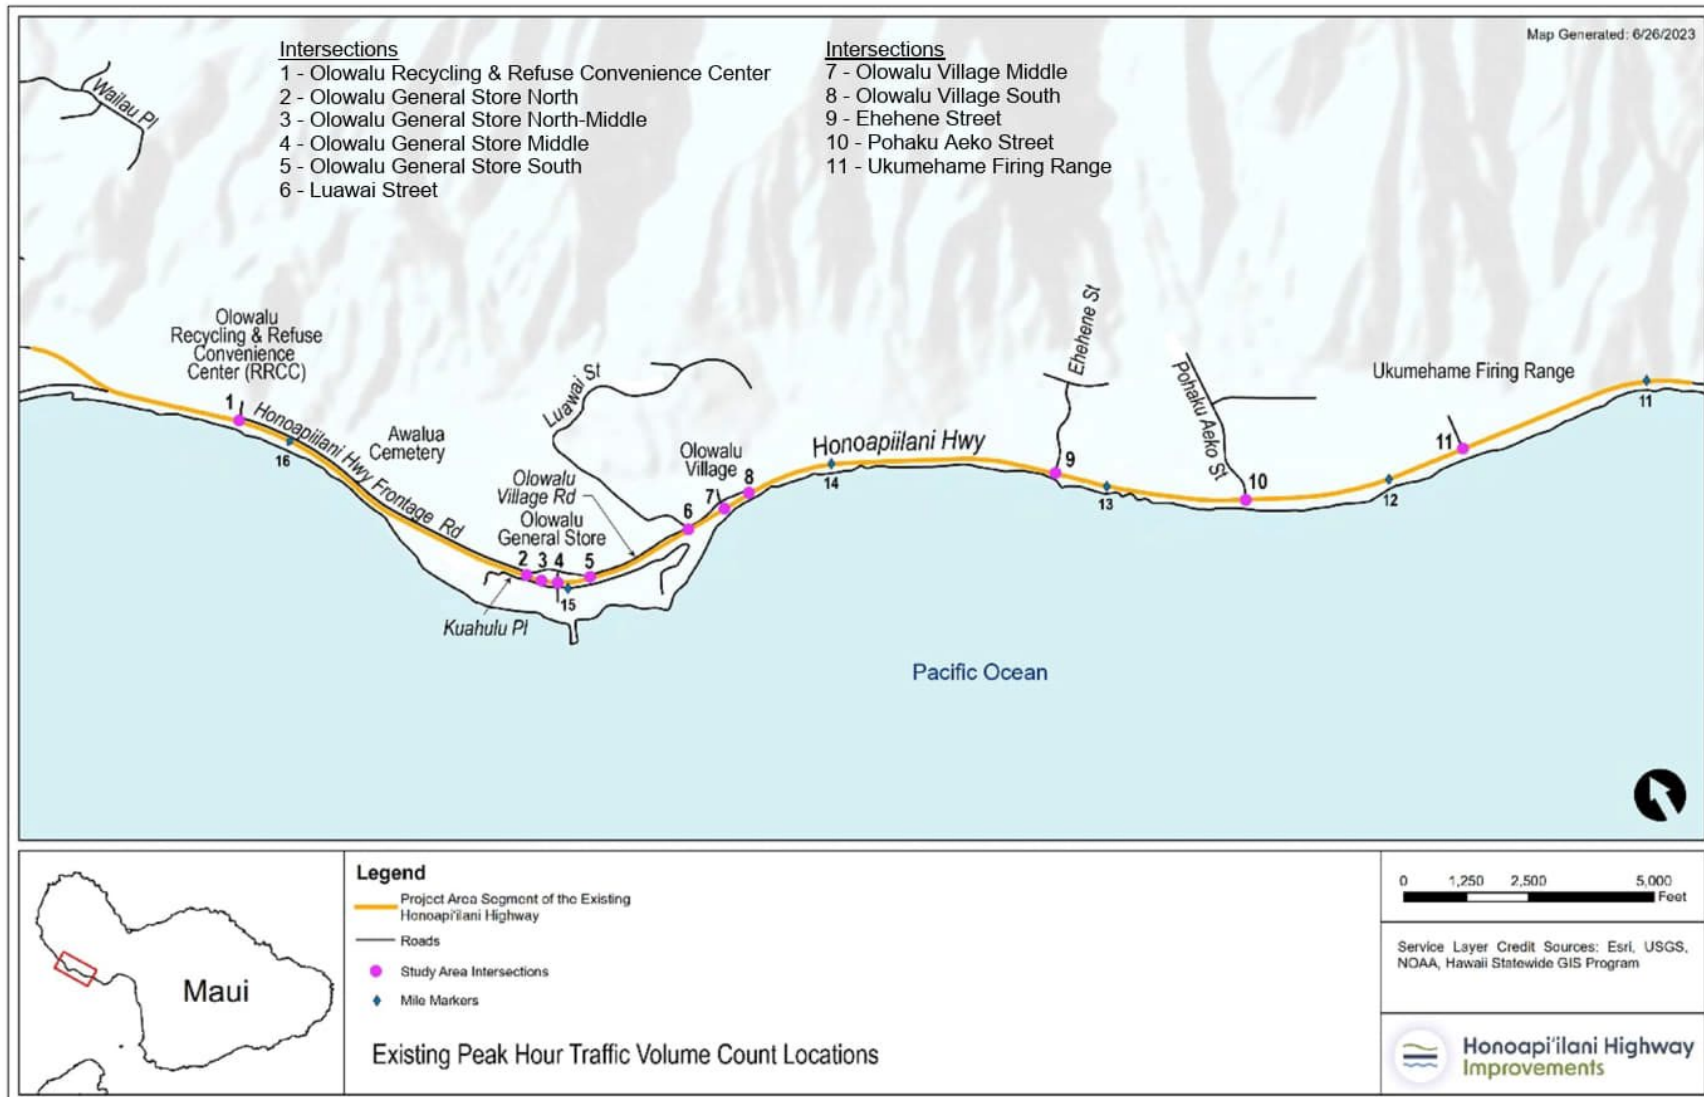 Map Generated: 6/26/2023
Intersections
1 - Olowalu Recycling & Refuse Convenience Center
2 - Olowalu General Store North
3 - Olowalu General Store North-Middle
4 - Olowalu General Store Middle
5 - Olowalu General Store South
6 - Luawai Street
Intersections
7 - Olowalu Village Middle
8 - Olowalu Village South
9 - Ehehene Street
10 - Pohaku Aeko Street
11 - Ukumehame Firing Range
Wailau Pl
Olowalu
Recycling & Refuse
Convenience
Center (RRCC)
1
Honoapiilani Hwy Frontage Rd
16
Awalua
Cemetery
Luawai St
Olowalu
Village Rd
Olowalu
General Store
2
3
4
5
15
Kuahulu Pl
Olowalu
Village
6
7
8
Honoapiilani Hwy
14
Ehehene St
9
13
Pohaku Aeko St
10
12
Ukumehame Firing Range
11
11
Pacific Ocean
Maui
Legend
Project Area Segment of the Existing
Honoapi'ilani Highway
Roads
Study Area Intersections
Mile Markers
Existing Peak Hour Traffic Volume Count Locations
0 1,250 2,500 5,000
Feet
Service Layer Credit Sources: Esri, USGS,
NOAA, Hawaii Statewide GIS Program
Honoapi'ilani Highway
Improvements